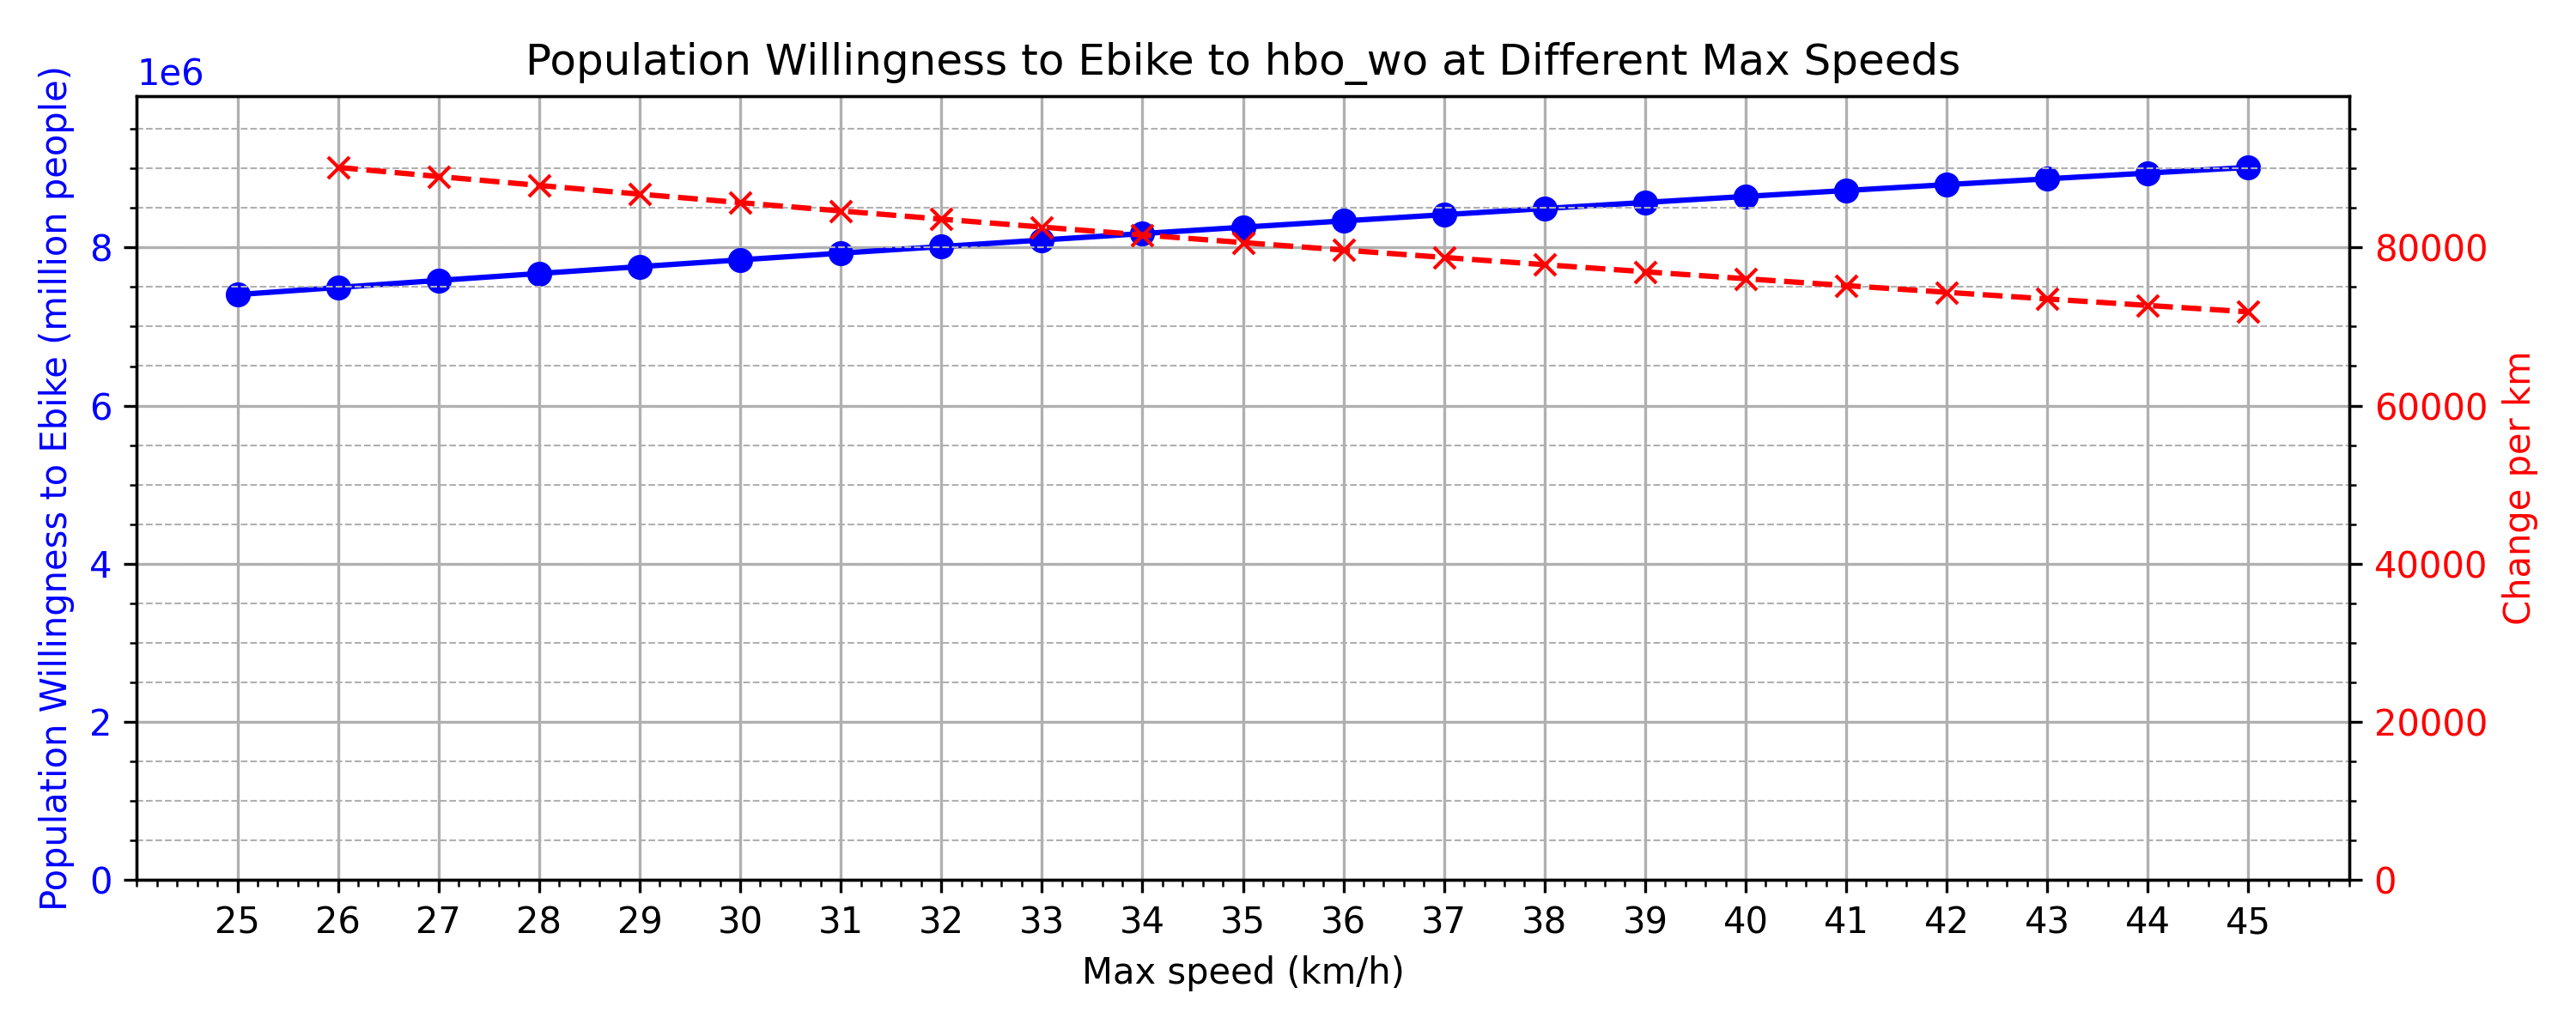 Population Willingness to Ebike to hbo_wo at Different Max Speeds
1e6
Population Willingness to Ebike (million people)
8
6
4
2
0
80000
60000
40000
20000
0
Change per km
25 26 27 28 29 30 31 32 33 34 35 36 37 38 39 40 41 42 43 44 45
Max speed (km/h)